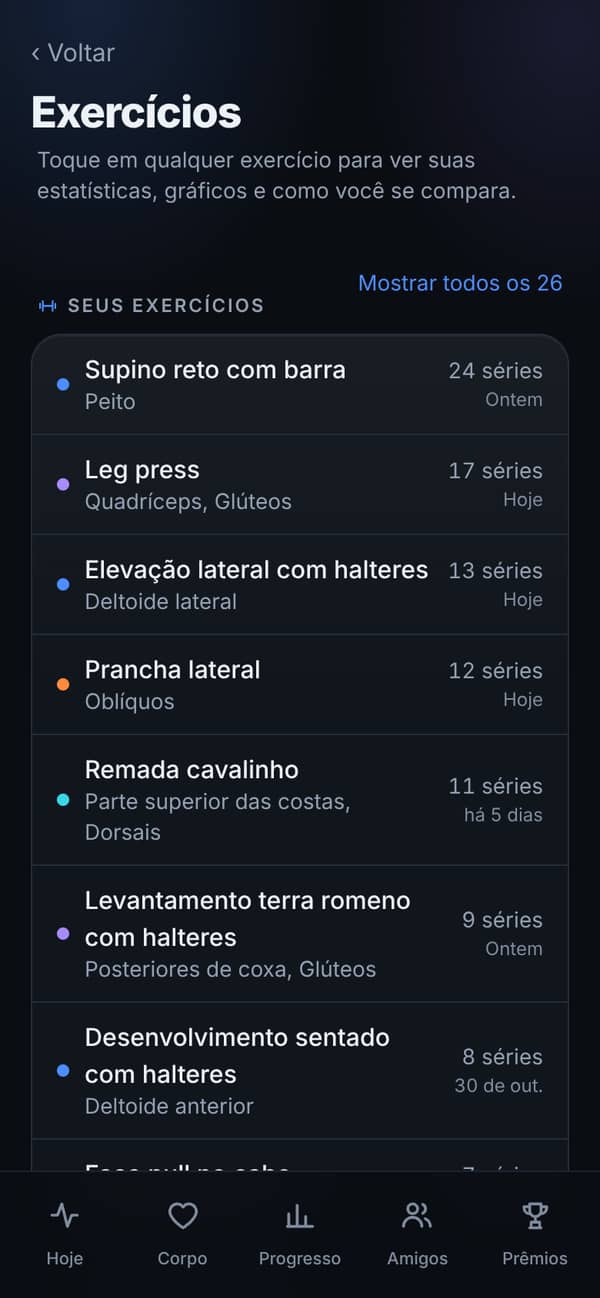 ‹ Voltar
Exercícios
Toque em qualquer exercício para ver suas
estatísticas, gráficos e como você se compara.
Mostrar todos os 26
SEUS EXERCÍCIOS
Supino reto com barra
24 séries
Peito
Ontem
Leg press
17 séries
Quadríceps, Glúteos
Hoje
Elevação lateral com halteres
13 séries
Deltoide lateral
Hoje
Prancha lateral
12 séries
Oblíquos
Hoje
Remada cavalinho
11 séries
Parte superior das costas,
Dorsais
há 5 dias
Levantamento terra romeno
com halteres
9 séries
Posteriores de coxa, Glúteos
Ontem
Desenvolvimento sentado
com halteres
8 séries
Deltoide anterior
30 de out.
Hoje
Corpo
Progresso
Amigos
Prêmios